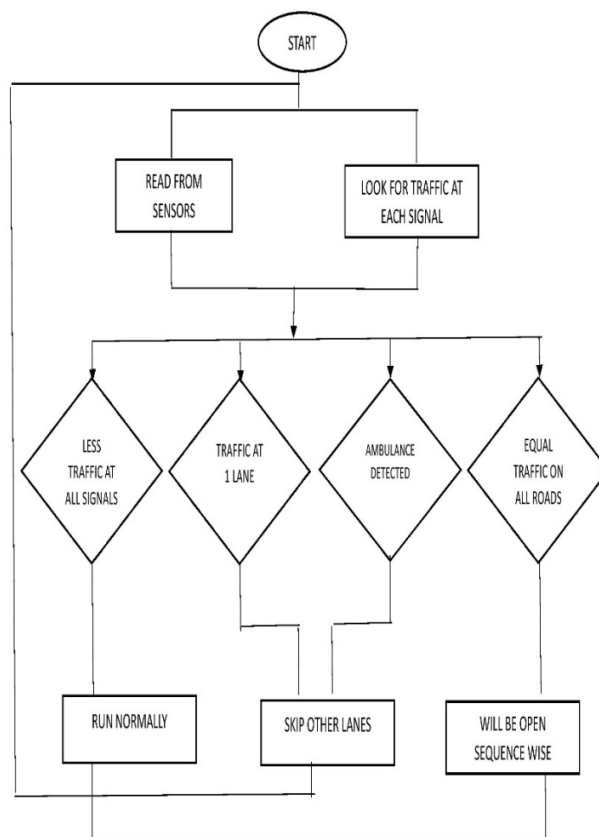 START
READ FROM
SENSORS
LOOK FOR TRAFFIC AT
EACH SIGNAL
LESS
TRAFFIC AT
ALL SIGNALS
TRAFFIC AT
1 LANE
AMBULANCE
DETECTED
EQUAL
TRAFFIC ON
ALL ROADS
RUN NORMALLY
SKIP OTHER LANES
WILL BE OPEN
SEQUENCE WISE